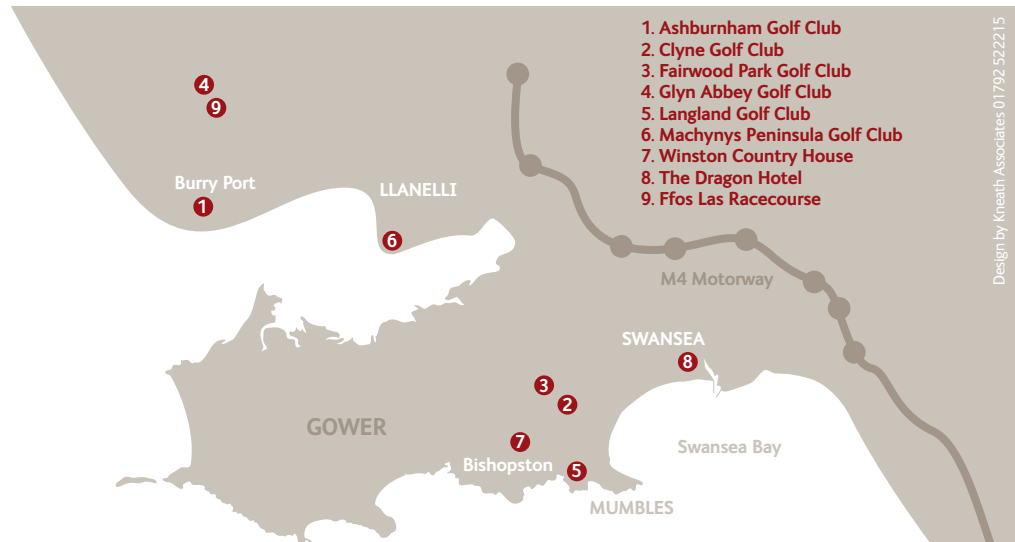 1. Ashburnham Golf Club
2. Clyne Golf Club
3. Fairwood Park Golf Club
4. Glyn Abbey Golf Club
5. Langland Golf Club
6. Machynys Peninsula Golf Club
7. Winston Country House
8. The Dragon Hotel
9. Ffos Las Racecourse
Design by Kneath Associates 01792 522215
4
9
Burry Port
1
LLANELLI
6
M4 Motorway
SWANSEA
8
3
2
GOWER
7
Bishopston
5
Swansea Bay
MUMBLES